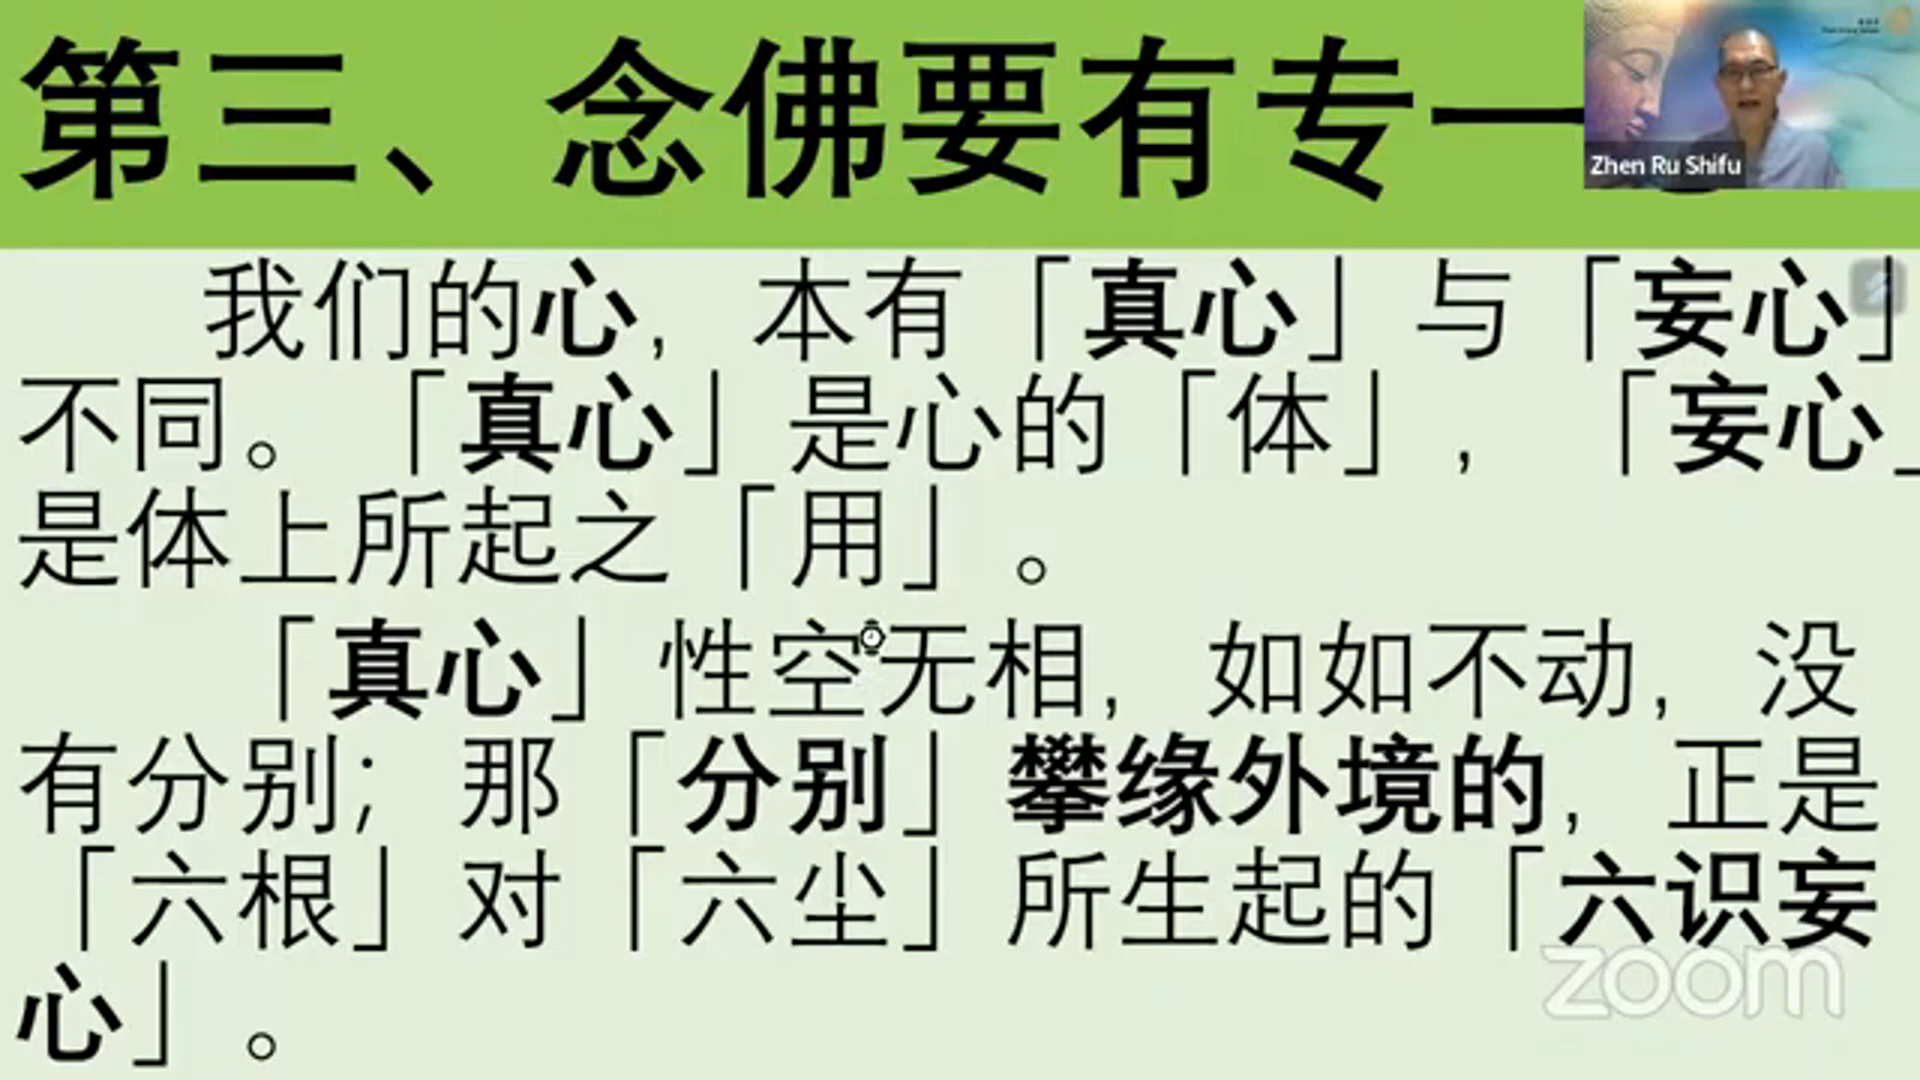 第三、念佛要有专一
Zhen Ru Shifu
我们的心，本有「真心」与「妄心」
不同。「真心」是心的「体」，「妄心」
是体上所起之「用」。
「真心」性空无相，如如不动，没
有分别；那「分别」攀缘外境的，正是
「六根」对「六尘」所生起的「六识妄
心」。
zoom